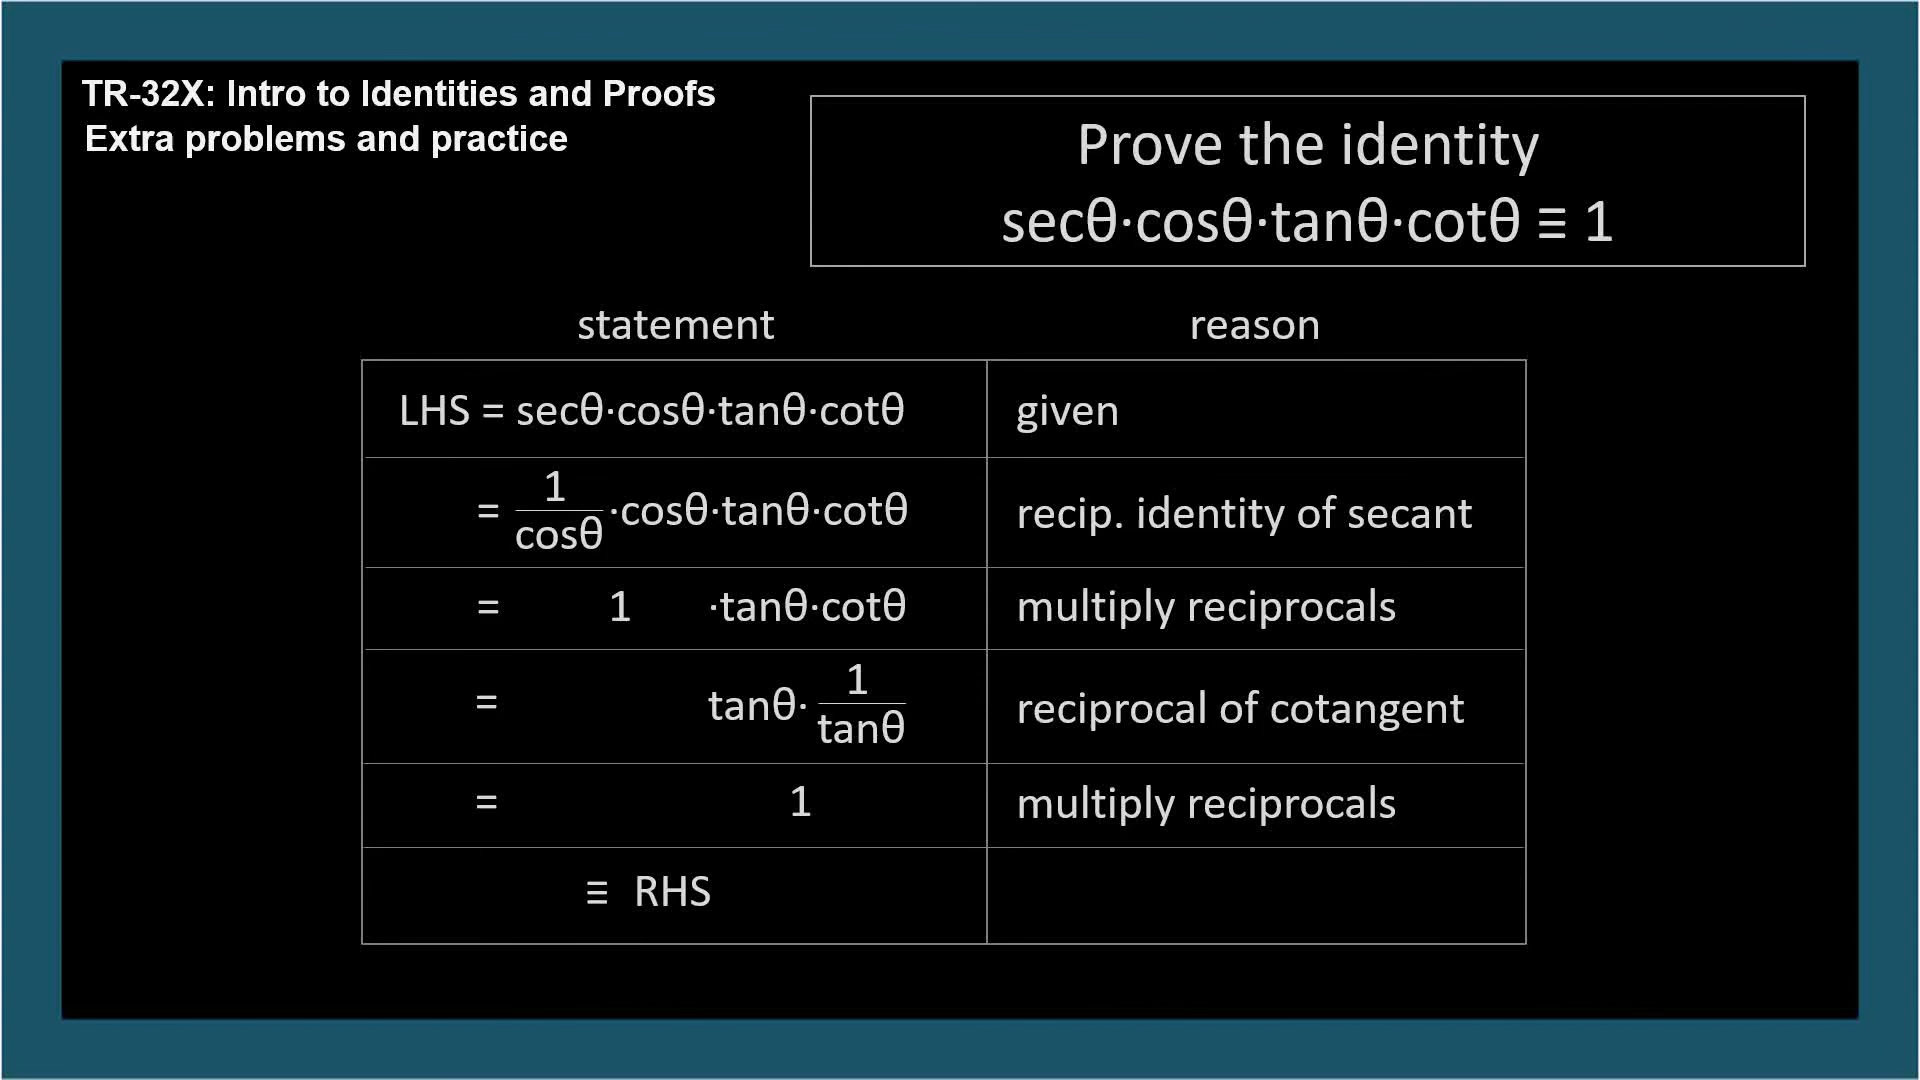 TR-32X: Intro to Identities and Proofs
Extra problems and practice
Prove the identity
secθ·cosθ·tanθ·cotθ ≡ 1
statement reason
LHS = secθ·cosθ·tanθ·cotθ given
= 1/cosθ ·cosθ·tanθ·cotθ recip. identity of secant
= 1 ·tanθ·cotθ multiply reciprocals
= tanθ· 1/tanθ reciprocal of cotangent
= 1 multiply reciprocals
≡ RHS